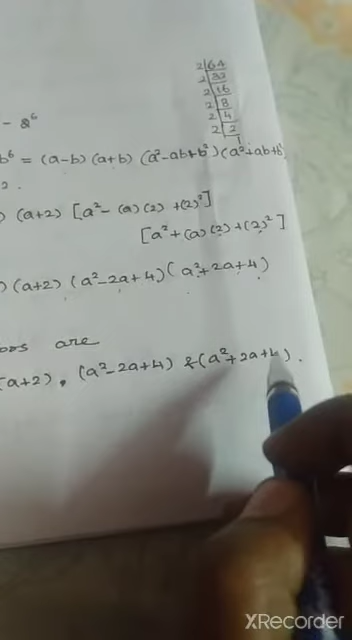 2|64
2|32
2|16
2|8
2|4
2|2
1
- 2⁶
b⁶ = (a-b) (a+b) (a²-ab+b²) (a²+ab+b²
2.
) (a+2) [a²-(a)(2)+(2)²]
[a²+(a)(2)+(2)²]
) (a+2) (a²-2a+4) (a²+2a+4)
are
(a+2), (a²-2a+4) & (a²+2a+4).
XRecorder